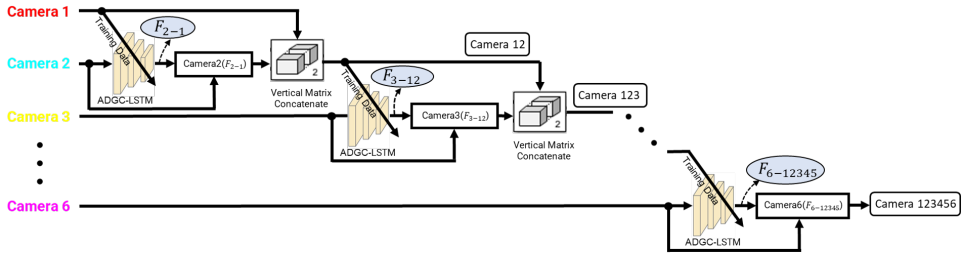 Camera 1
Training Data
F2-1
Camera 12
Camera 2
Camera2(F2-1)
2
F3-12
Vertical Matrix
Concatenate
Training Data
Camera 123
ADGC-LSTM
Camera 3
Camera3(F3-12)
2
Vertical Matrix
Concatenate
ADGC-LSTM
Training Data
F6-12345
Camera 6
Camera6(F6-12345)
Camera 123456
ADGC-LSTM